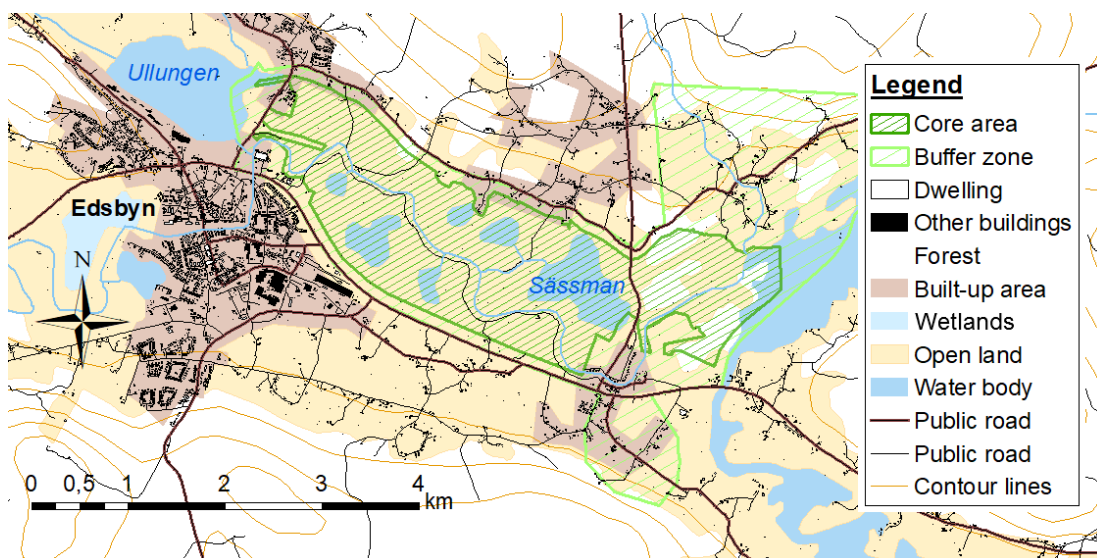 Ullungen
Edsbyn
N
Sässman
0 0,5 1 2 3 4
km
Legend
Core area
Buffer zone
Dwelling
Other buildings
Forest
Built-up area
Wetlands
Open land
Water body
Public road
Public road
Contour lines